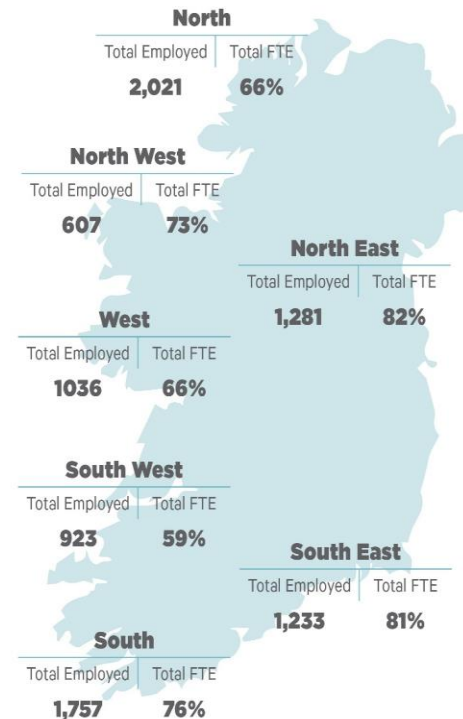 North
Total Employed Total FTE
2,021 66%
North West
Total Employed Total FTE
607 73%
North East
Total Employed Total FTE
1,281 82%
West
Total Employed Total FTE
1036 66%
South West
Total Employed Total FTE
923 59%
South East
Total Employed Total FTE
1,233 81%
South
Total Employed Total FTE
1,757 76%